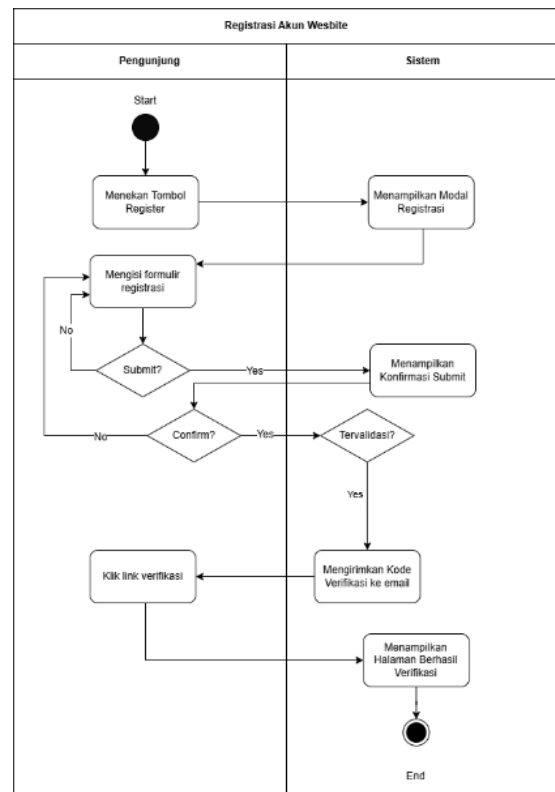 Registrasi Akun Wesbite
Pengunjung
Sistem
Start
Menekan Tombol
Register
Menampilkan Modal
Registrasi
Mengisi formulir
registrasi
No
Submit?
Yes
Menampilkan
Konfirmasi Submit
No
Confirm?
Yes
Tervalidasi?
Yes
Klik link verifikasi
Mengirimkan Kode
Verifikasi ke email
Menampilkan
Halaman Berhasil
Verifikasi
End